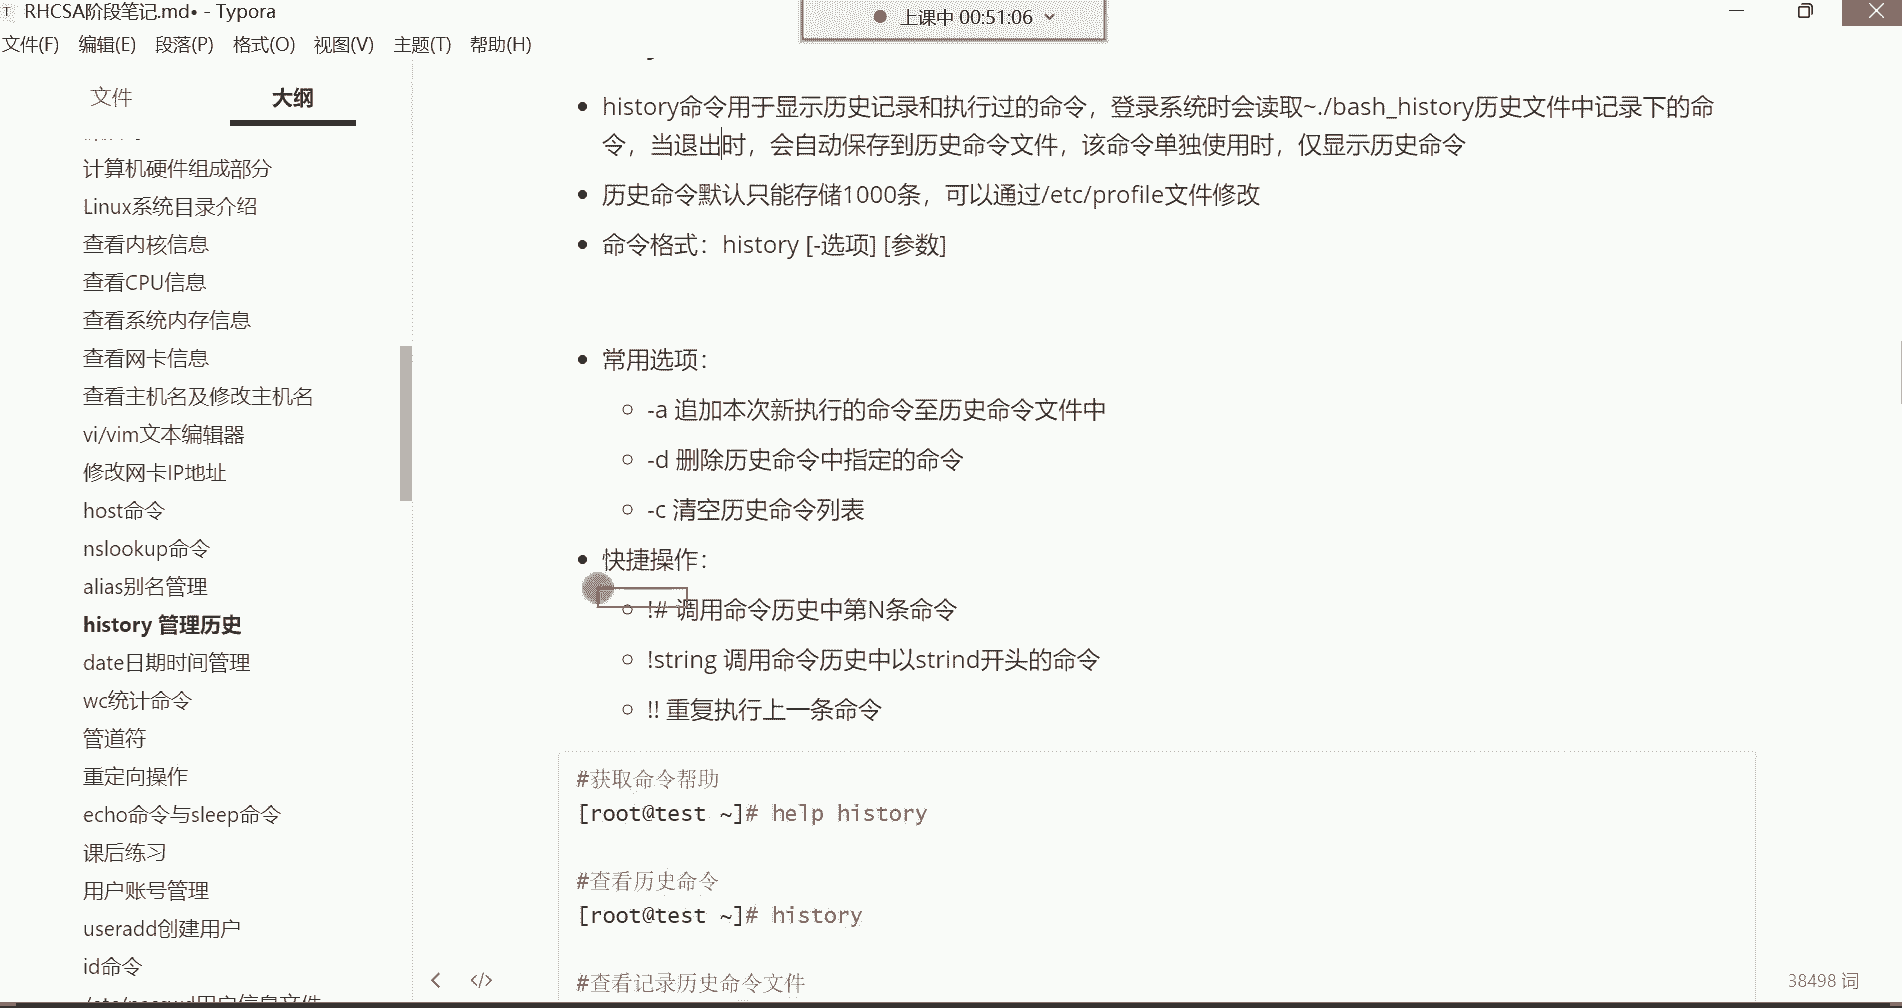 RHCSA阶段笔记.md• - Typora
上课中 00:51:06
文件(F) 编辑(E) 段落(P) 格式(O) 视图(V) 主题(T) 帮助(H)
文件 大纲
计算机硬件组成部分
Linux系统目录介绍
查看内核信息
查看CPU信息
查看系统内存信息
查看网卡信息
查看主机名及修改主机名
vi/vim文本编辑器
修改网卡IP地址
host命令
nslookup命令
alias别名管理
history 管理历史
date日期时间管理
wc统计命令
管道符
重定向操作
echo命令与sleep命令
课后练习
用户账号管理
useradd创建用户
id命令
/etc/passwd用户信息文件
history命令用于显示历史记录和执行过的命令，登录系统时会读取~./bash_history历史文件中记录下的命
令，当退出时，会自动保存到历史命令文件，该命令单独使用时，仅显示历史命令
历史命令默认只能存储1000条，可以通过/etc/profile文件修改
命令格式：history [-选项] [参数]
常用选项：
-a 追加本次新执行的命令至历史命令文件中
-d 删除历史命令中指定的命令
-c 清空历史命令列表
快捷操作：
!# 调用命令历史中第N条命令
!string 调用命令历史中以strind开头的命令
!! 重复执行上一条命令
#获取命令帮助
[root@test ~]# help history
#查看历史命令
[root@test ~]# history
#查看记录历史命令文件
38498 词